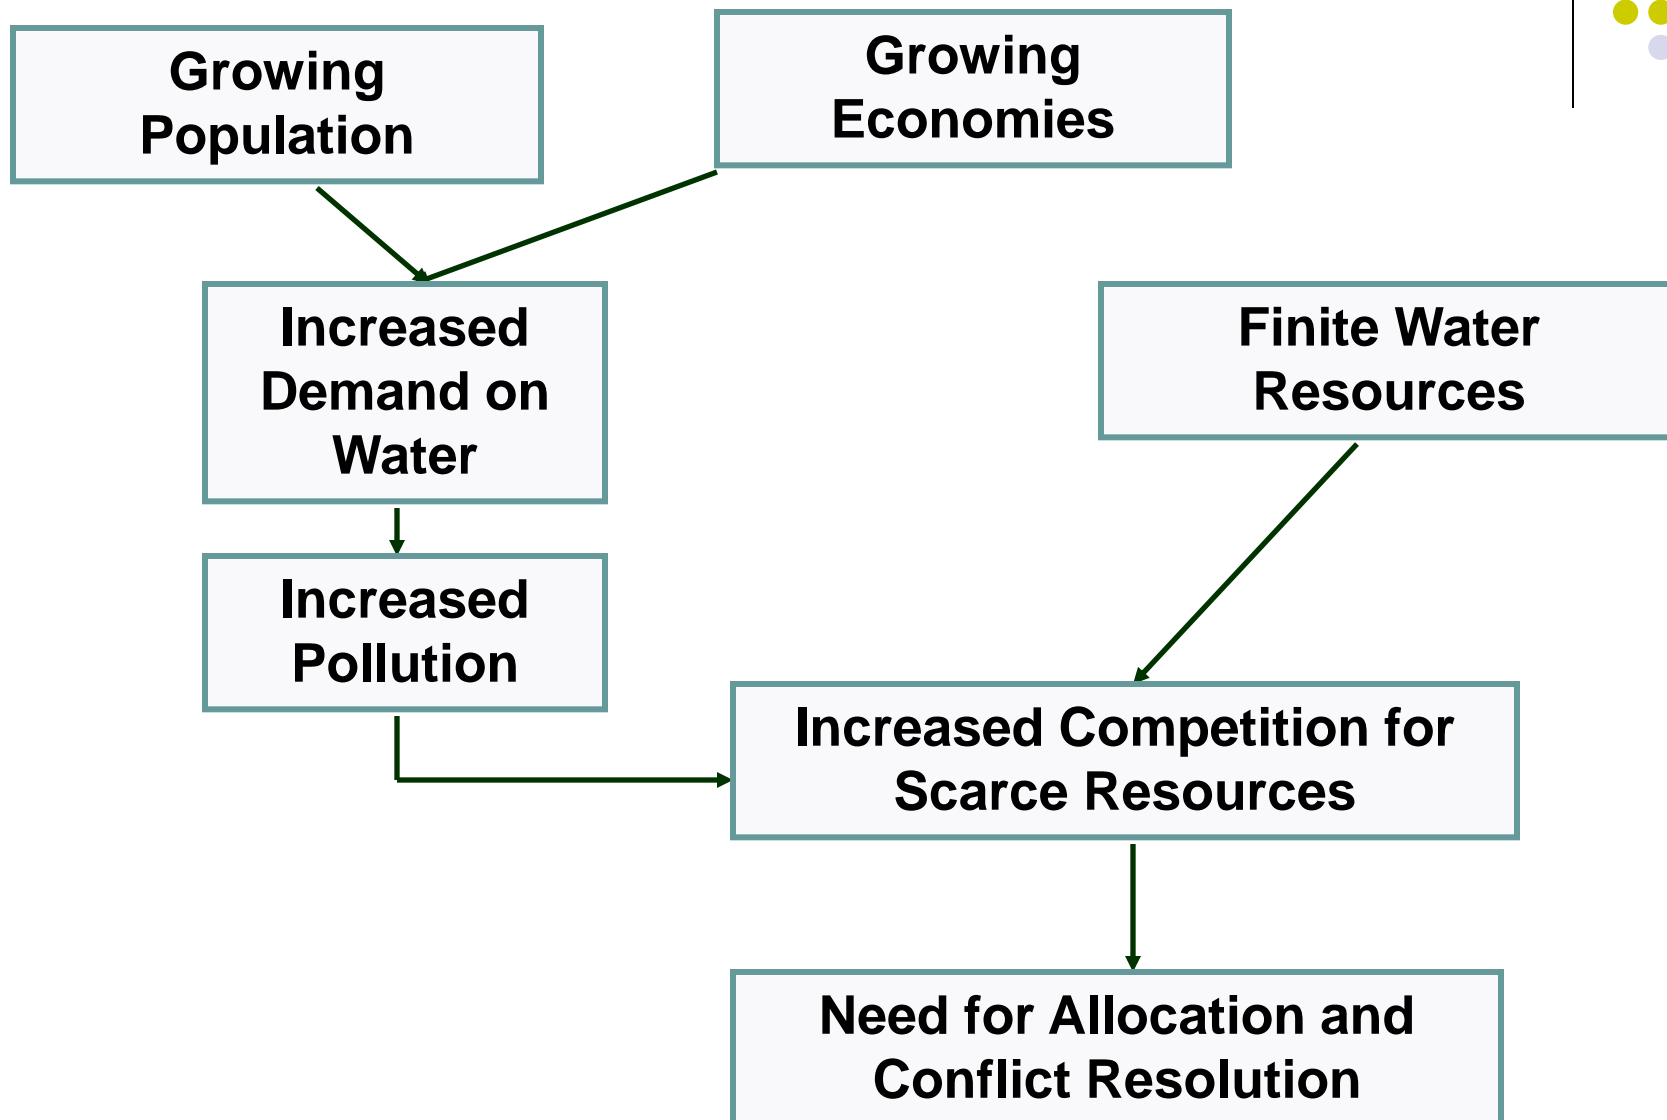 Growing
Population
Growing
Economies
Increased
Demand on
Water
Finite Water
Resources
Increased
Pollution
Increased Competition for
Scarce Resources
Need for Allocation and
Conflict Resolution